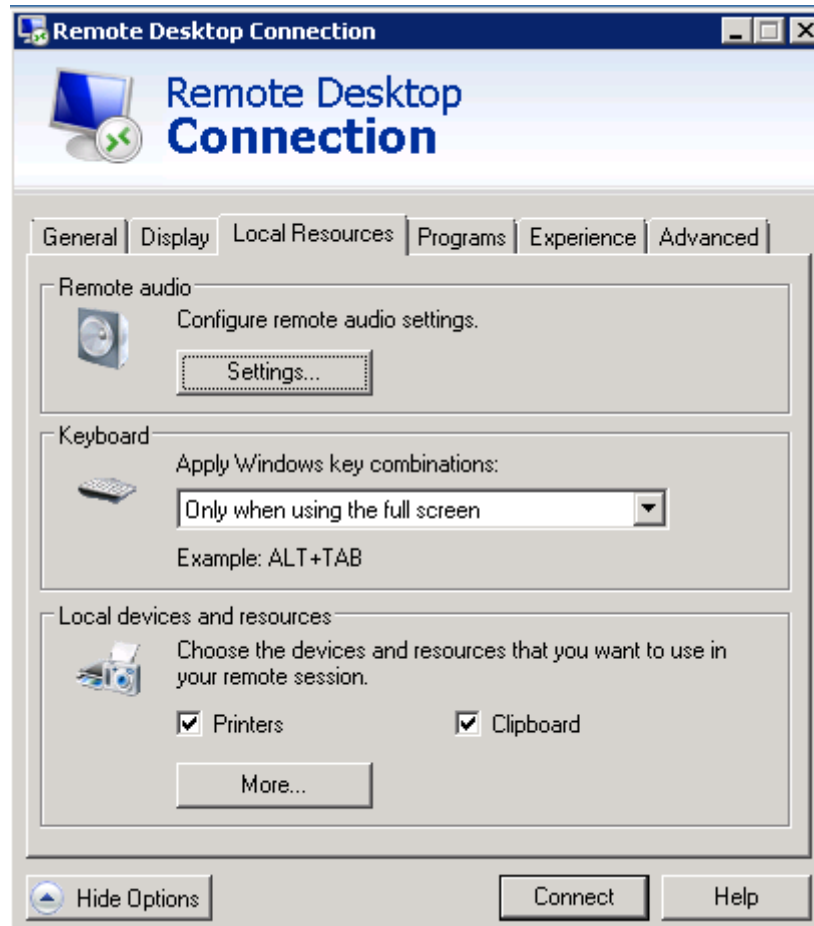 Remote Desktop Connection
Remote Desktop
Connection
General Display Local Resources Programs Experience Advanced
Remote audio
Configure remote audio settings.
Settings...
Keyboard
Apply Windows key combinations:
Only when using the full screen
Example: ALT+TAB
Local devices and resources
Choose the devices and resources that you want to use in
your remote session.
Printers Clipboard
More...
Hide Options Connect Help